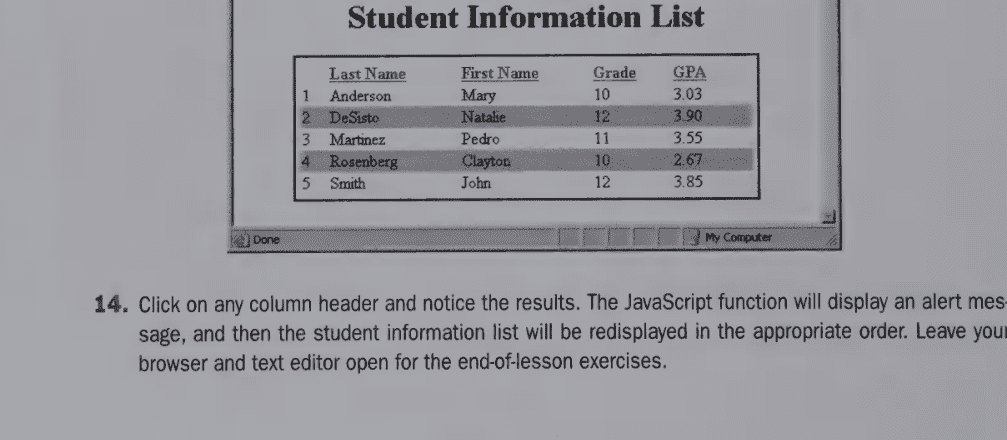 Student Information List
Last Name First Name Grade GPA
1 Anderson Mary 10 3.03
2 DeSisto Natalie 12 3.90
3 Martinez Pedro 11 3.55
4 Rosenberg Clayton 10 2.67
5 Smith John 12 3.85
Done My Computer
14. Click on any column header and notice the results. The JavaScript function will display an alert mes-
sage, and then the student information list will be redisplayed in the appropriate order. Leave your
browser and text editor open for the end-of-lesson exercises.